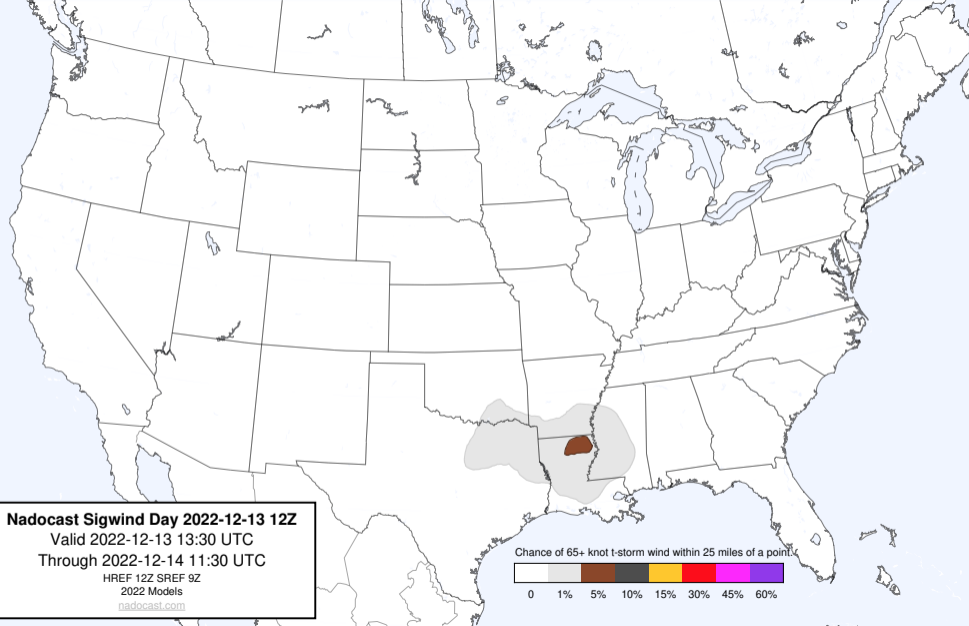 Nadocast Sigwind Day 2022-12-13 12Z
Valid 2022-12-13 13:30 UTC
Through 2022-12-14 11:30 UTC
HREF 12Z SREF 9Z
2022 Models
nadocast.com
Chance of 65+ knot t-storm wind within 25 miles of a point.
0 1% 5% 10% 15% 30% 45% 60%